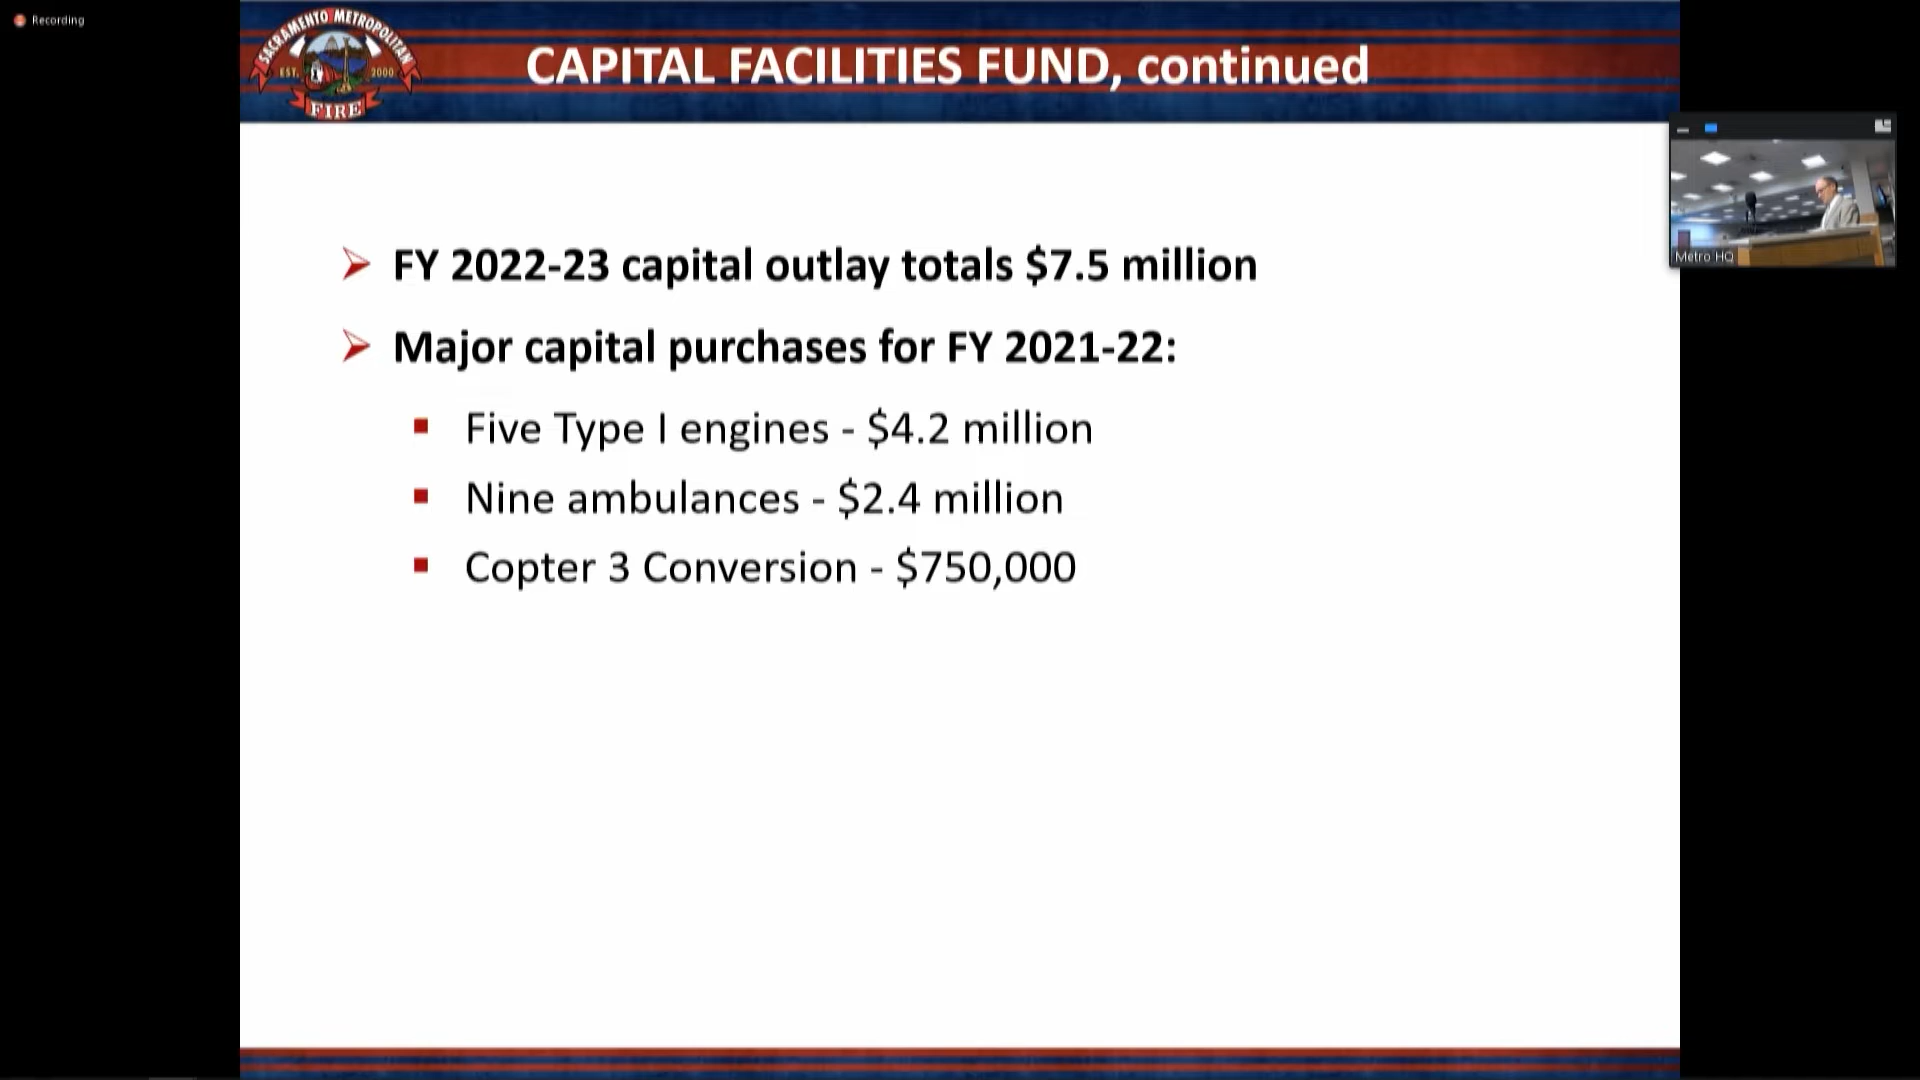 Recording
SACRAMENTO METROPOLITAN
EST. 2000
FIRE
CAPITAL FACILITIES FUND, continued
Metro HQ
FY 2022-23 capital outlay totals $7.5 million
Major capital purchases for FY 2021-22:
Five Type I engines - $4.2 million
Nine ambulances - $2.4 million
Copter 3 Conversion - $750,000